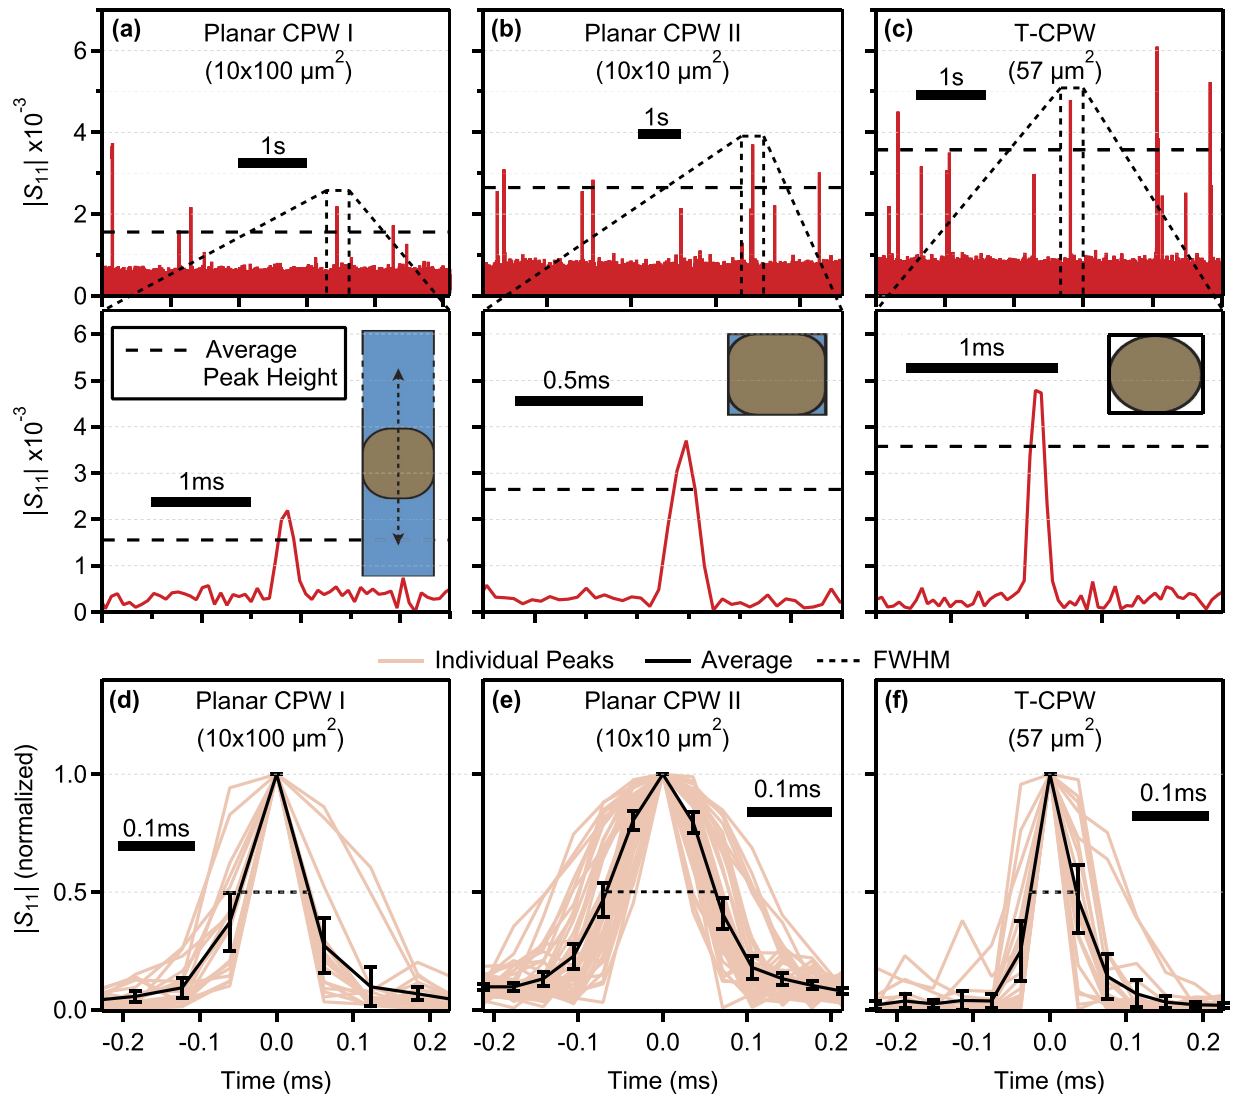 (a) Planar CPW I
(10x100 µm²)
(b) Planar CPW II
(10x10 µm²)
(c) T-CPW
(57 µm²)
|S₁₁| x10⁻³
6
4
2
0
1s
1s
1s
|S₁₁| x10⁻³
6
5
4
3
2
1
0
Average
Peak Height
1ms
0.5ms
1ms
Individual Peaks Average FWHM
(d) Planar CPW I
(10x100 µm²)
(e) Planar CPW II
(10x10 µm²)
(f) T-CPW
(57 µm²)
|S₁₁| (normalized)
1.0
0.5
0.0
0.1ms
0.1ms
0.1ms
-0.2 -0.1 0.0 0.1 0.2
-0.2 -0.1 0.0 0.1 0.2
-0.2 -0.1 0.0 0.1 0.2
Time (ms)
Time (ms)
Time (ms)